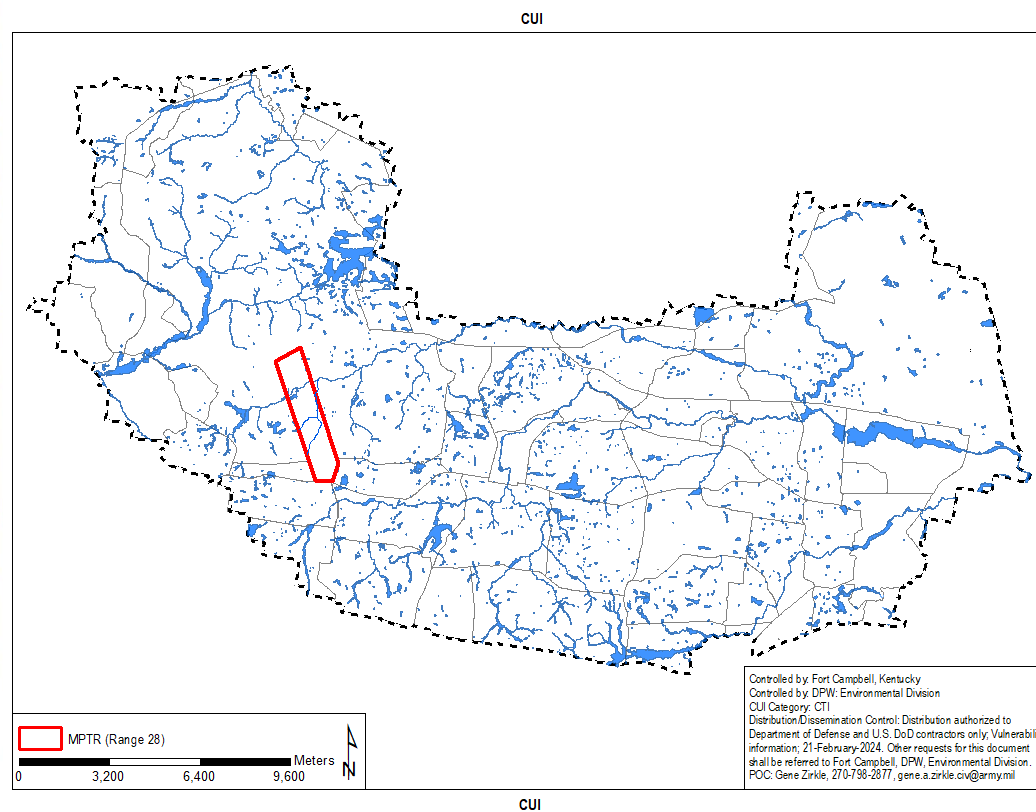 CUI
MPTR (Range 28)
Meters
0 3,200 6,400 9,600
N
Controlled by: Fort Campbell, Kentucky
Controlled by: DPW: Environmental Division
CUI Category: CTI
Distribution/Dissemination Control: Distribution authorized to
Department of Defense and U.S. DoD contractors only; Vulnerabili
information; 21-February-2024. Other requests for this document
shall be referred to Fort Campbell, DPW, Environmental Division.
POC: Gene Zirkle, 270-798-2877, gene.a.zirkle.civ@army.mil
CUI